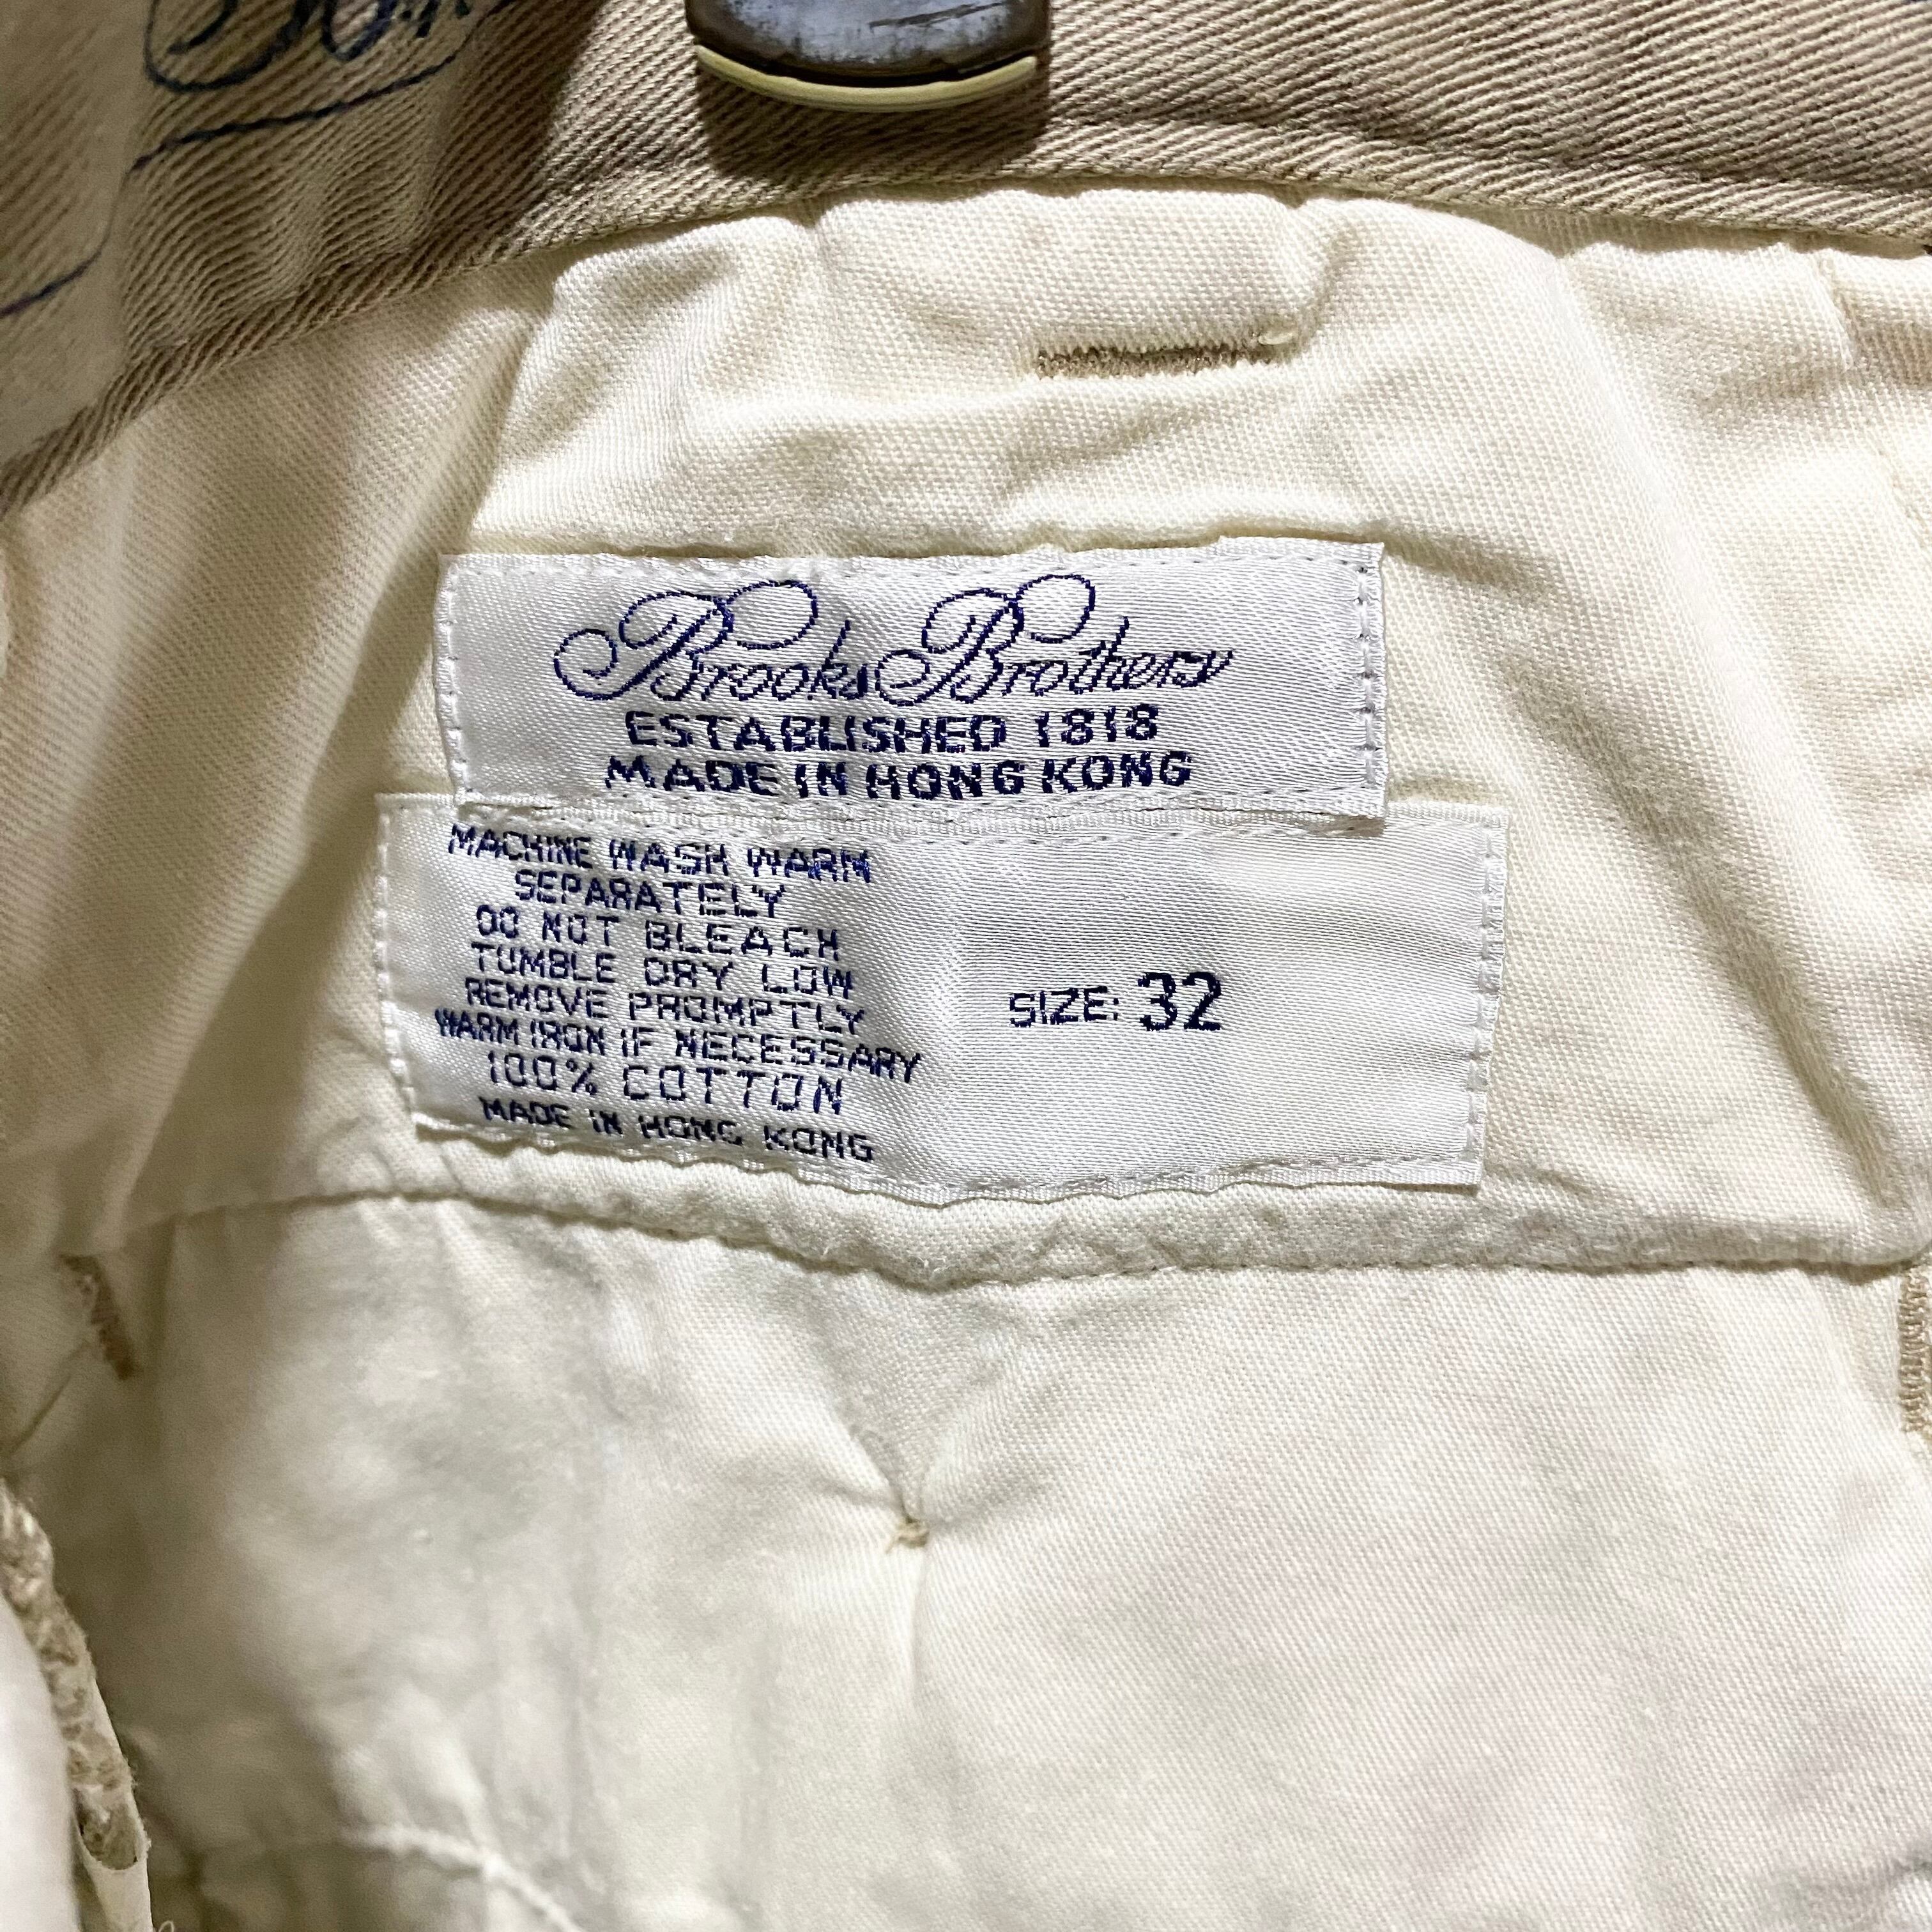 Brooks Brothers
ESTABLISHED 1818
MADE IN HONG KONG
MACHINE WASH WARM
SEPARATELY
DO NOT BLEACH
TUMBLE DRY LOW
REMOVE PROMPTLY
WARM IRON IF NECESSARY
100% COTTON
MADE IN HONG KONG
SIZE: 32